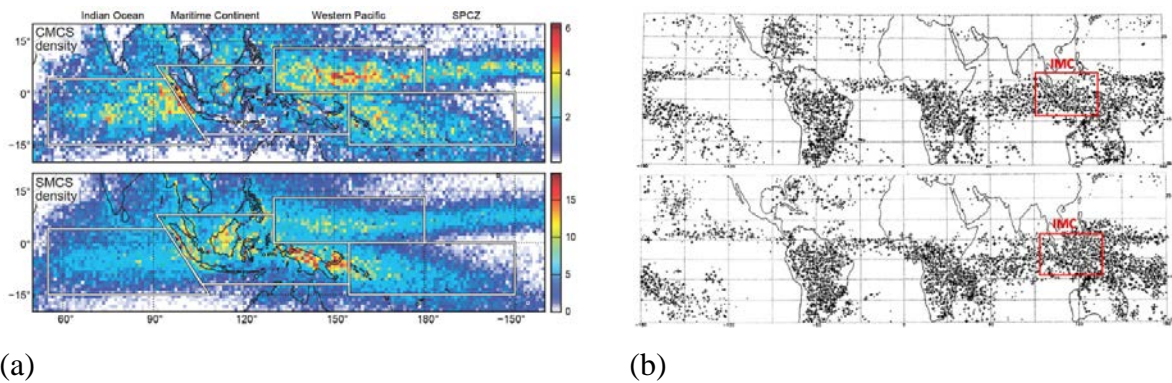 Indian Ocean Maritime Continent Western Pacific SPCZ
CMCS
density
15°
0°
−15°
6
4
2
SMCS
density
15°
0°
−15°
15
10
5
0
60° 90° 120° 150° 180° −150°
IMC
IMC
(a) (b)